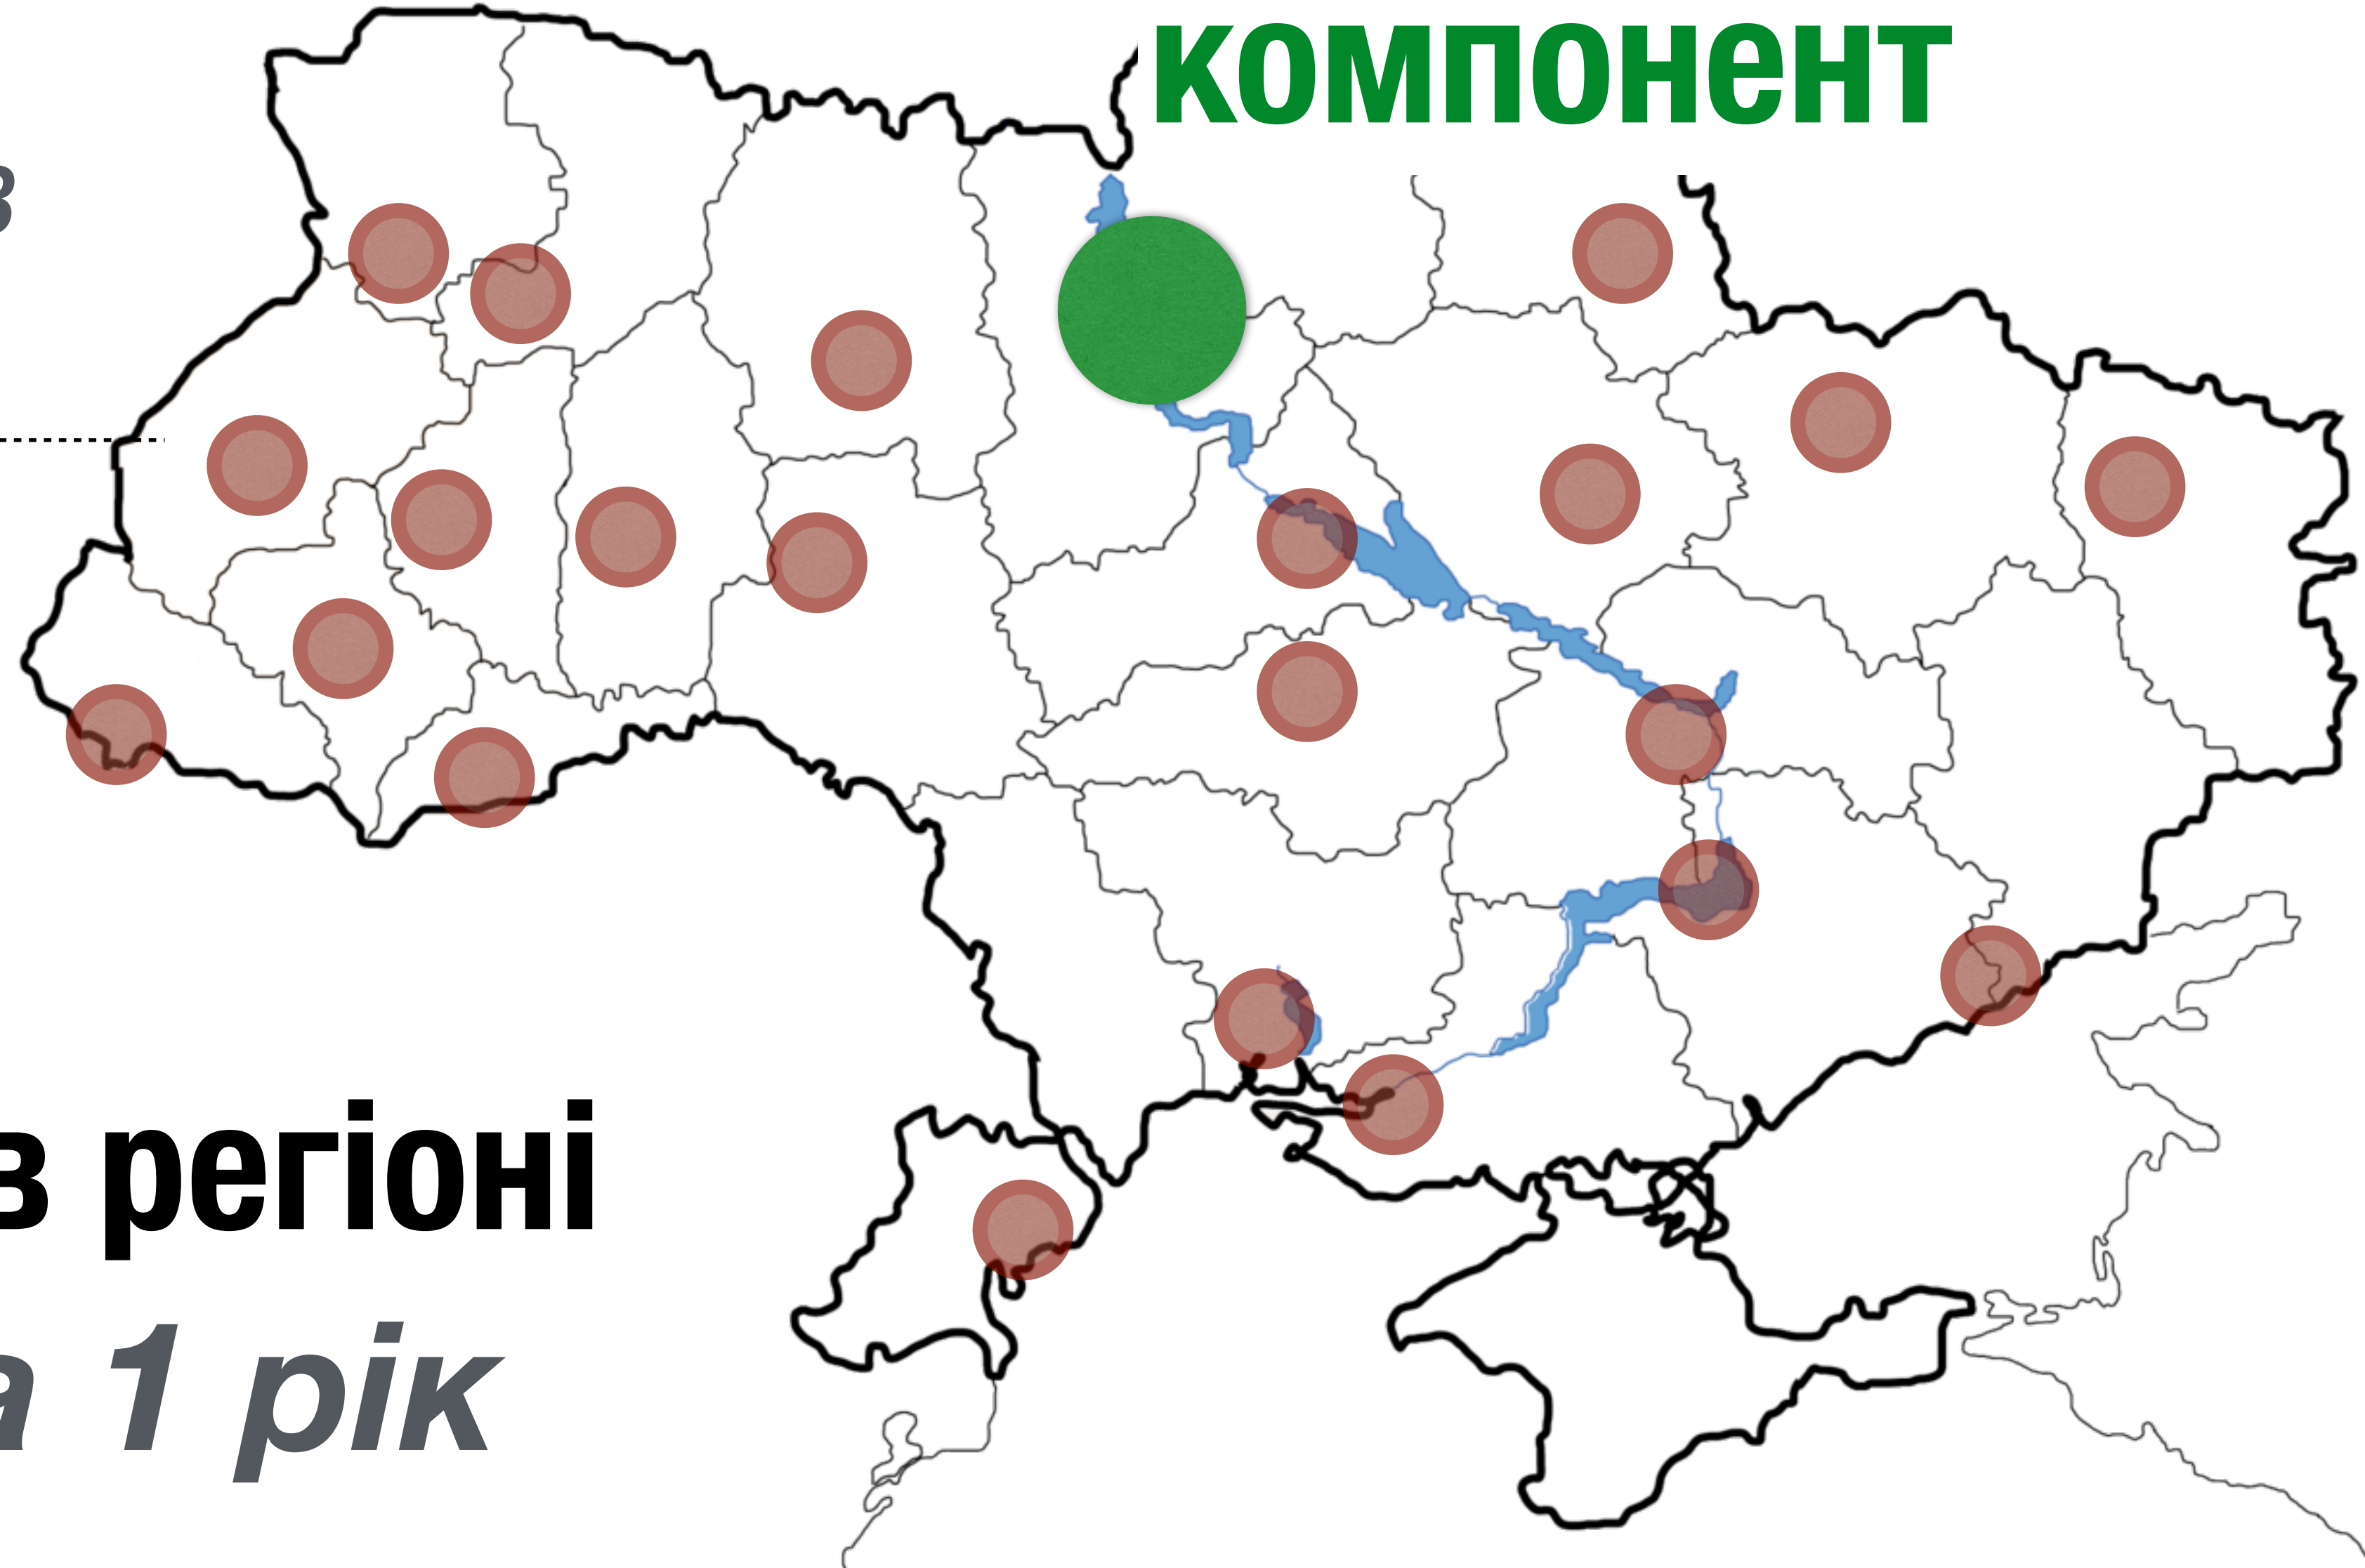 компонент
в
в регіоні
а 1 рік